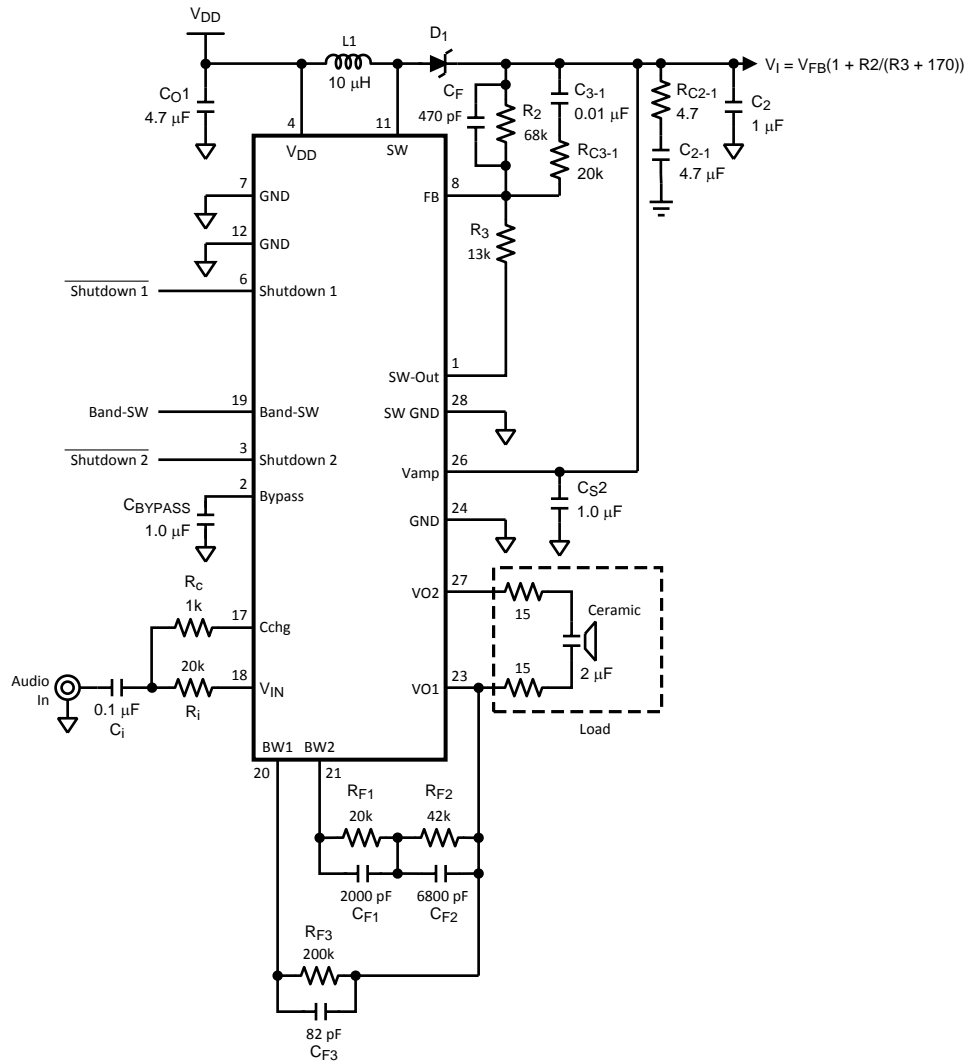 VDD
L1
10 µH
D1
VI = VFB(1 + R2/(R3 + 170))
CO1
4.7 µF
CF
470 pF
R2
68k
C3-1
0.01 µF
RC3-1
20k
RC2-1
4.7
C2-1
4.7 µF
C2
1 µF
4
11
VDD
SW
7
GND
8
FB
12
GND
R3
13k
6
Shutdown 1
Shutdown 1
1
SW-Out
19
Band-SW
Band-SW
28
SW GND
3
Shutdown 2
Shutdown 2
26
Vamp
2
Bypass
CBYPASS
1.0 µF
CS2
1.0 µF
24
GND
Rc
1k
17
Cchg
27
VO2
15
Ceramic
2 µF
Audio
In
0.1 µF
Ci
20k
Ri
18
VIN
23
VO1
15
Load
BW1
BW2
20
21
RF1
20k
RF2
42k
2000 pF
CF1
6800 pF
CF2
RF3
200k
82 pF
CF3